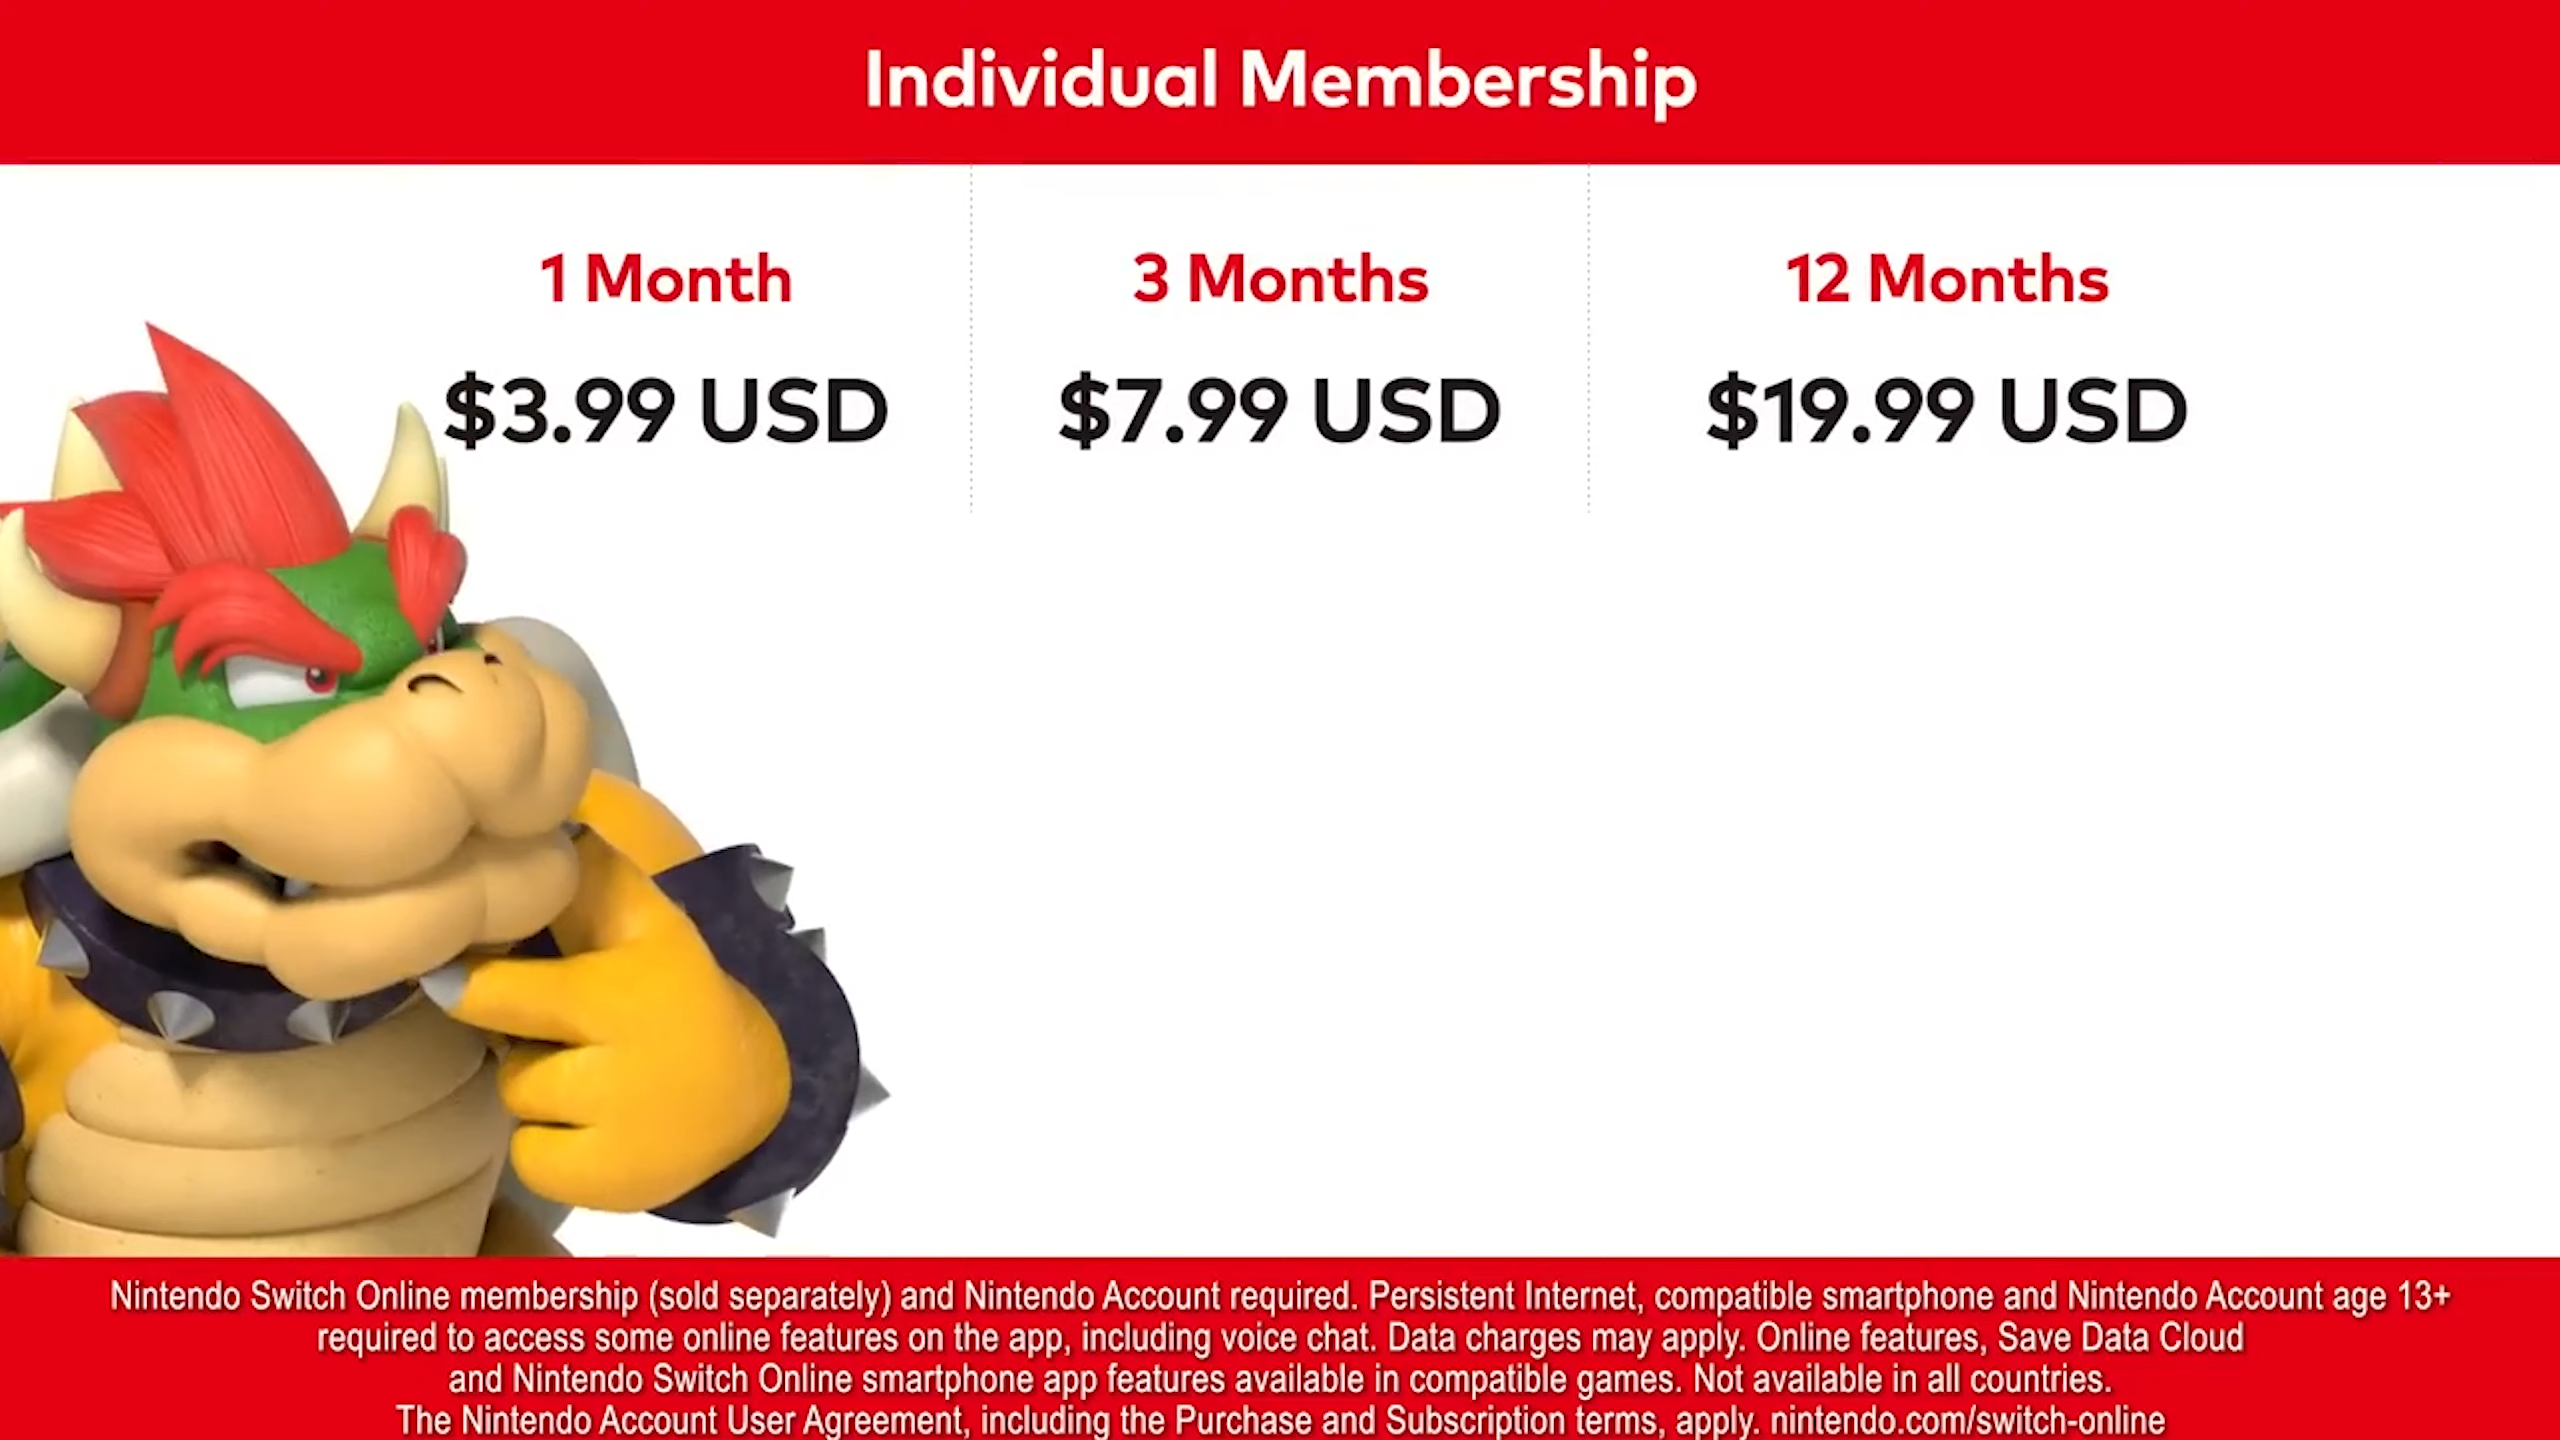 Individual Membership
1 Month
3 Months
12 Months
$3.99 USD
$7.99 USD
$19.99 USD
Nintendo Switch Online membership (sold separately) and Nintendo Account required. Persistent Internet, compatible smartphone and Nintendo Account age 13+
required to access some online features on the app, including voice chat. Data charges may apply. Online features, Save Data Cloud
and Nintendo Switch Online smartphone app features available in compatible games. Not available in all countries.
The Nintendo Account User Agreement, including the Purchase and Subscription terms, apply. nintendo.com/switch-online